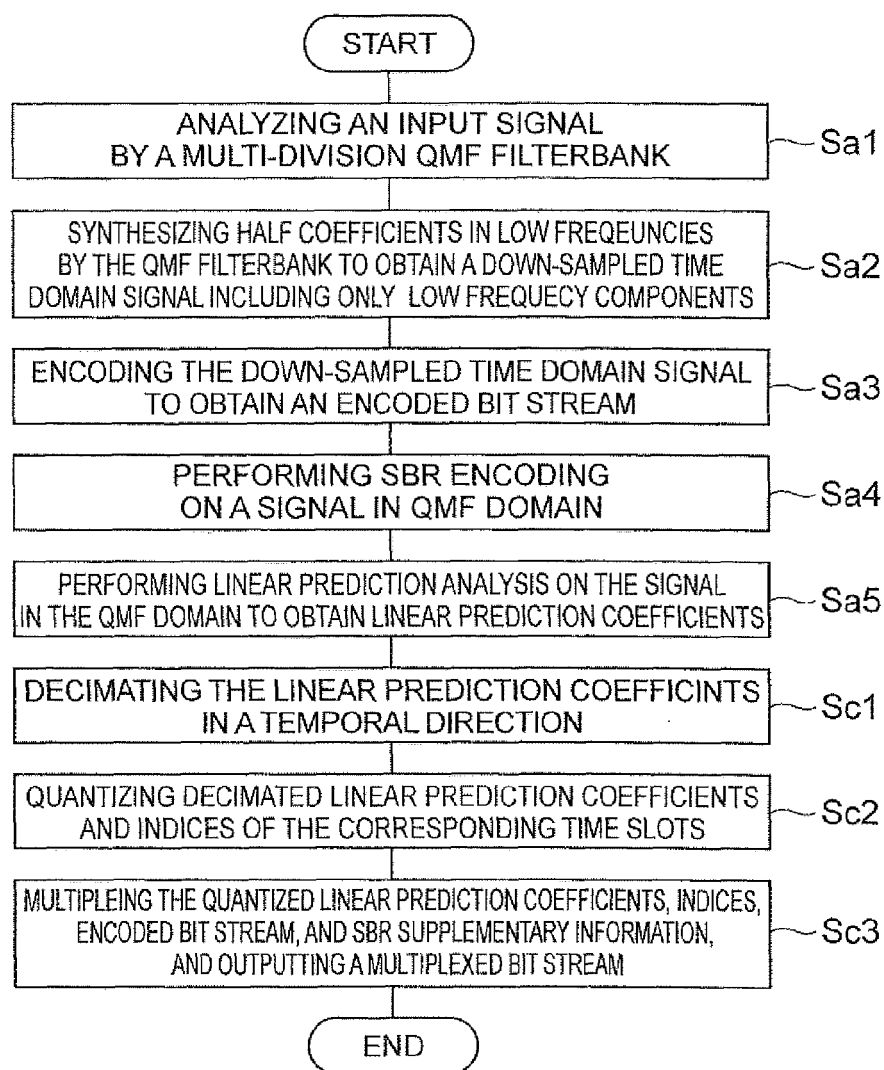 START
ANALYZING AN INPUT SIGNAL
BY A MULTI-DIVISION QMF FILTERBANK
Sa1
SYNTHESIZING HALF COEFFICIENTS IN LOW FREQEUNCIES
BY THE QMF FILTERBANK TO OBTAIN A DOWN-SAMPLED TIME
DOMAIN SIGNAL INCLUDING ONLY LOW FREQUECY COMPONENTS
Sa2
ENCODING THE DOWN-SAMPLED TIME DOMAIN SIGNAL
TO OBTAIN AN ENCODED BIT STREAM
Sa3
PERFORMING SBR ENCODING
ON A SIGNAL IN QMF DOMAIN
Sa4
PERFORMING LINEAR PREDICTION ANALYSIS ON THE SIGNAL
IN THE QMF DOMAIN TO OBTAIN LINEAR PREDICTION COEFFICIENTS
Sa5
DECIMATING THE LINEAR PREDICTION COEFFICINTS
IN A TEMPORAL DIRECTION
Sc1
QUANTIZING DECIMATED LINEAR PREDICTION COEFFICIENTS
AND INDICES OF THE CORRESPONDING TIME SLOTS
Sc2
MULTIPLEING THE QUANTIZED LINEAR PREDICTION COEFFICIENTS, INDICES,
ENCODED BIT STREAM, AND SBR SUPPLEMENTARY INFORMATION,
AND OUTPUTTING A MULTIPLEXED BIT STREAM
Sc3
END